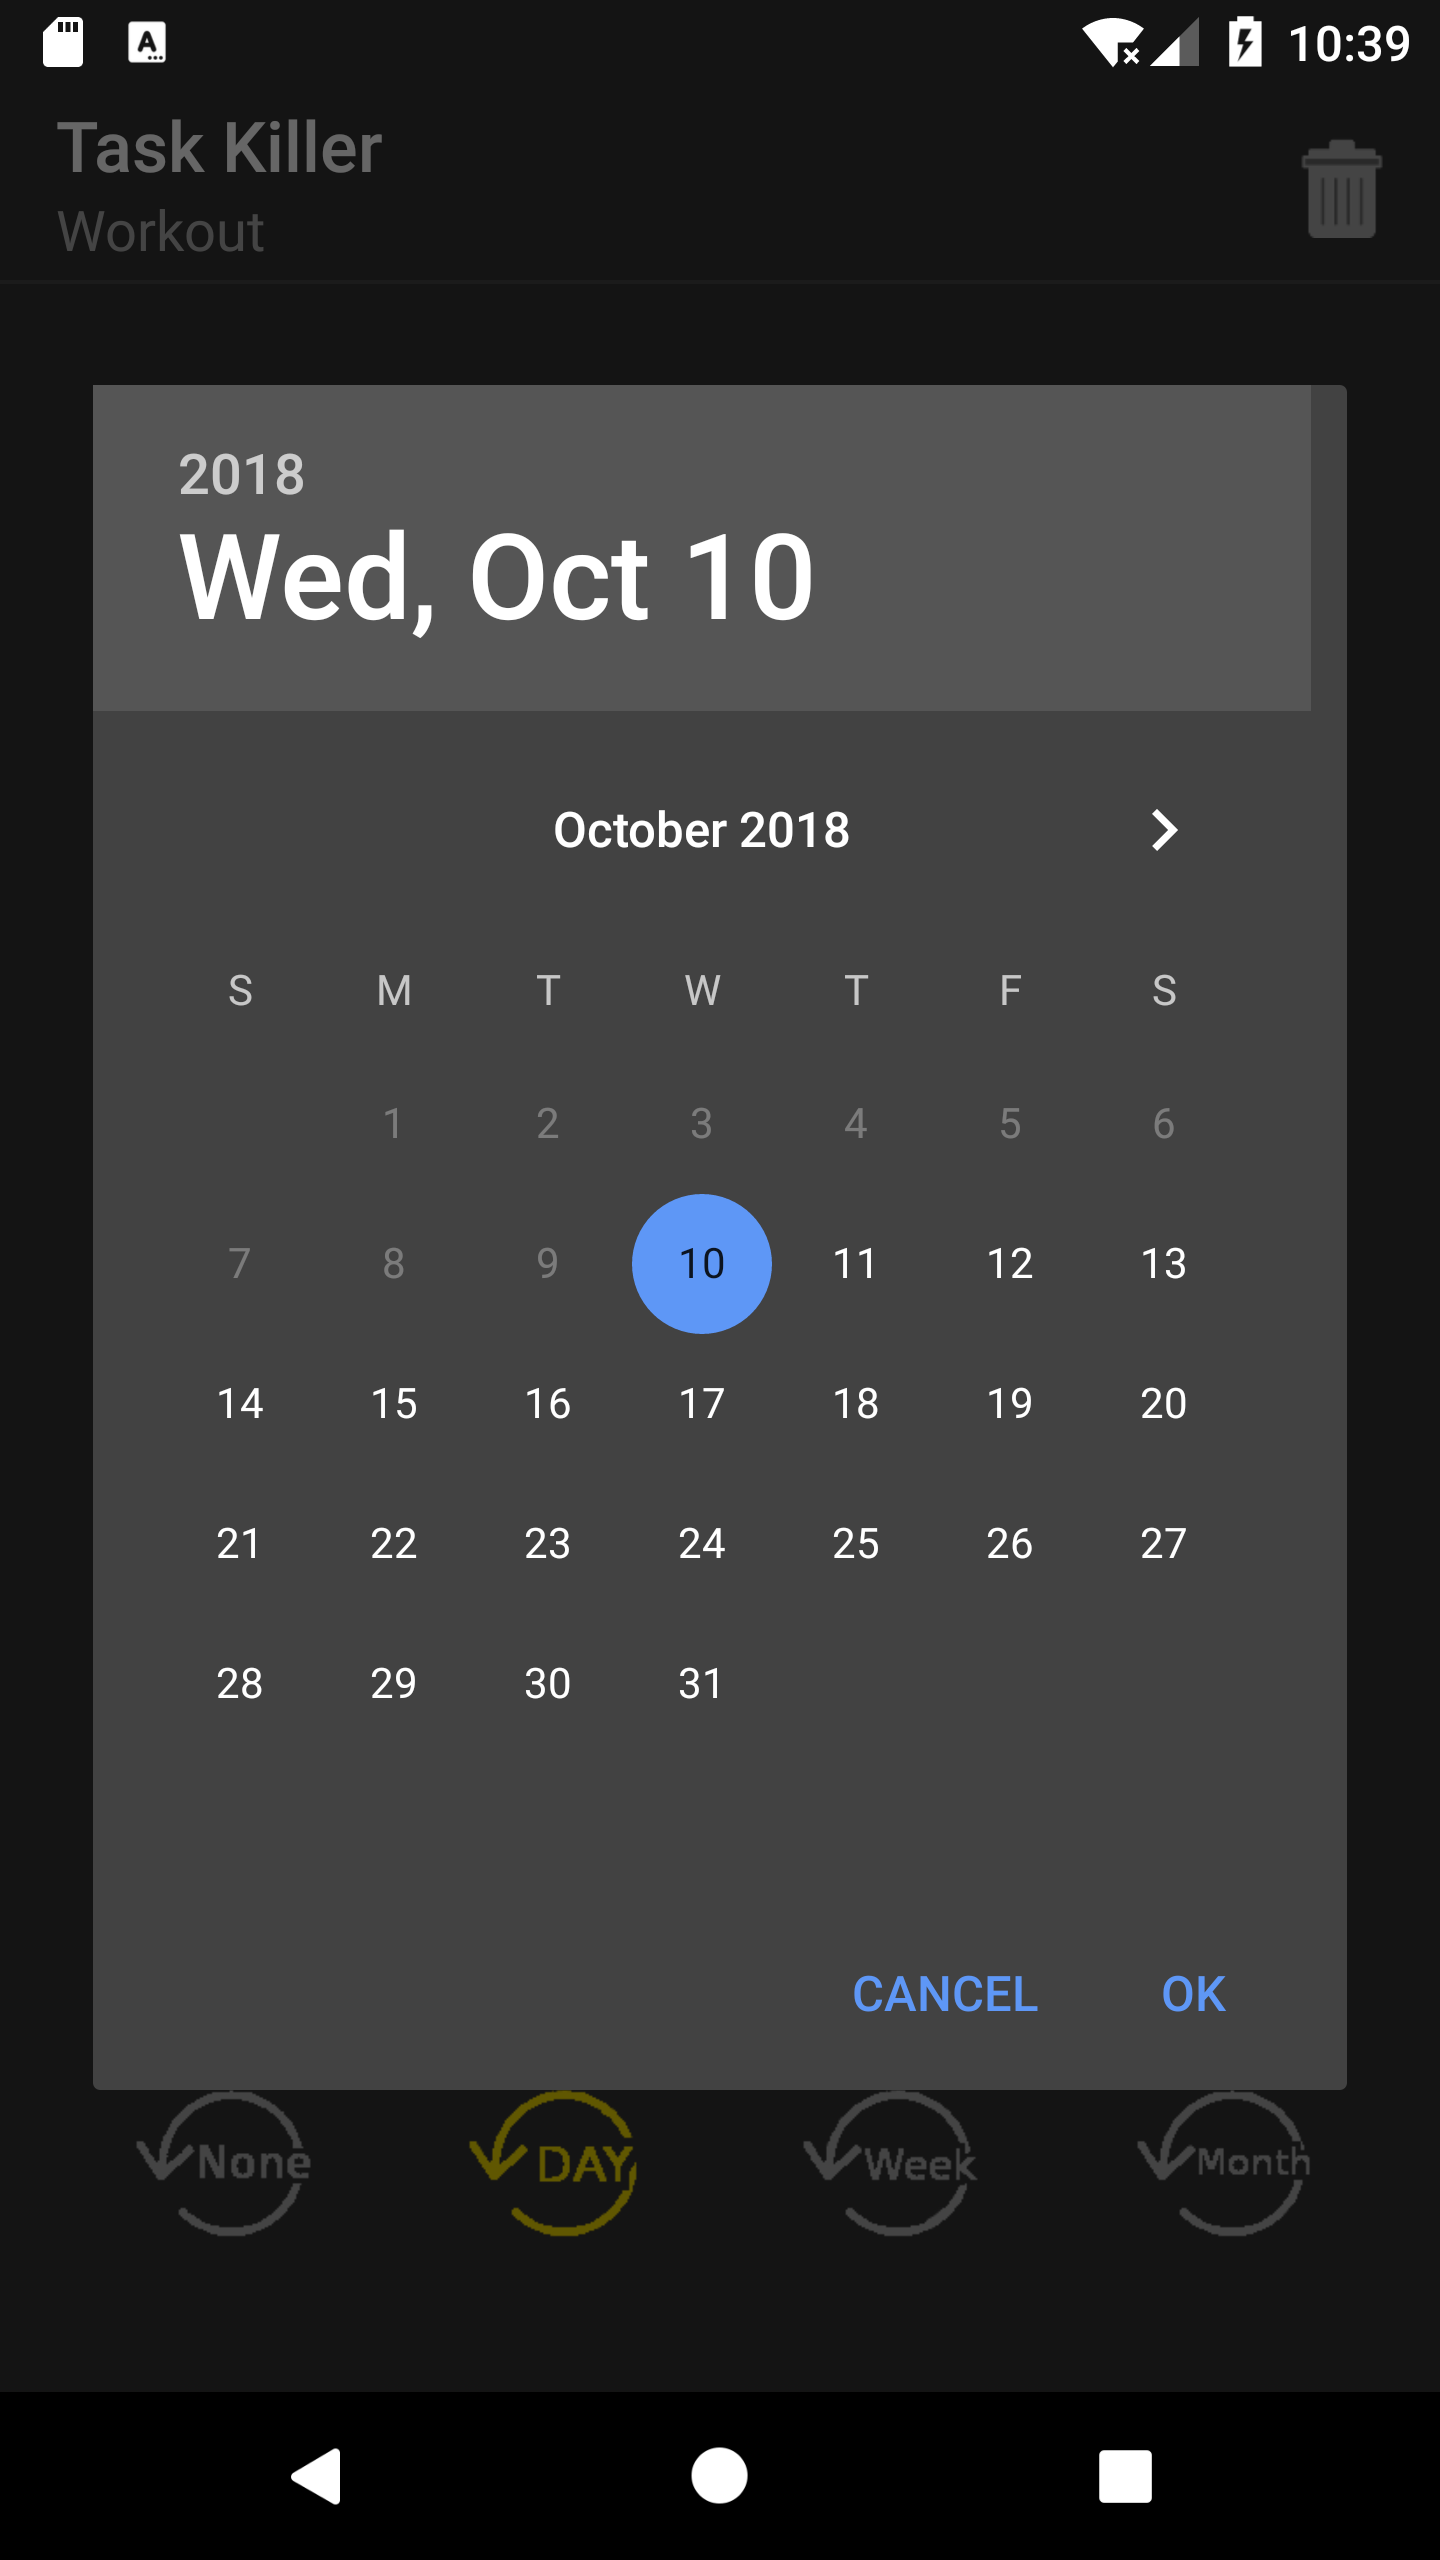 10:39
Task Killer
Workout
2018
Wed, Oct 10
October 2018
S M T W T F S
1 2 3 4 5 6
7 8 9 10 11 12 13
14 15 16 17 18 19 20
21 22 23 24 25 26 27
28 29 30 31
CANCEL OK
None DAY Week Month